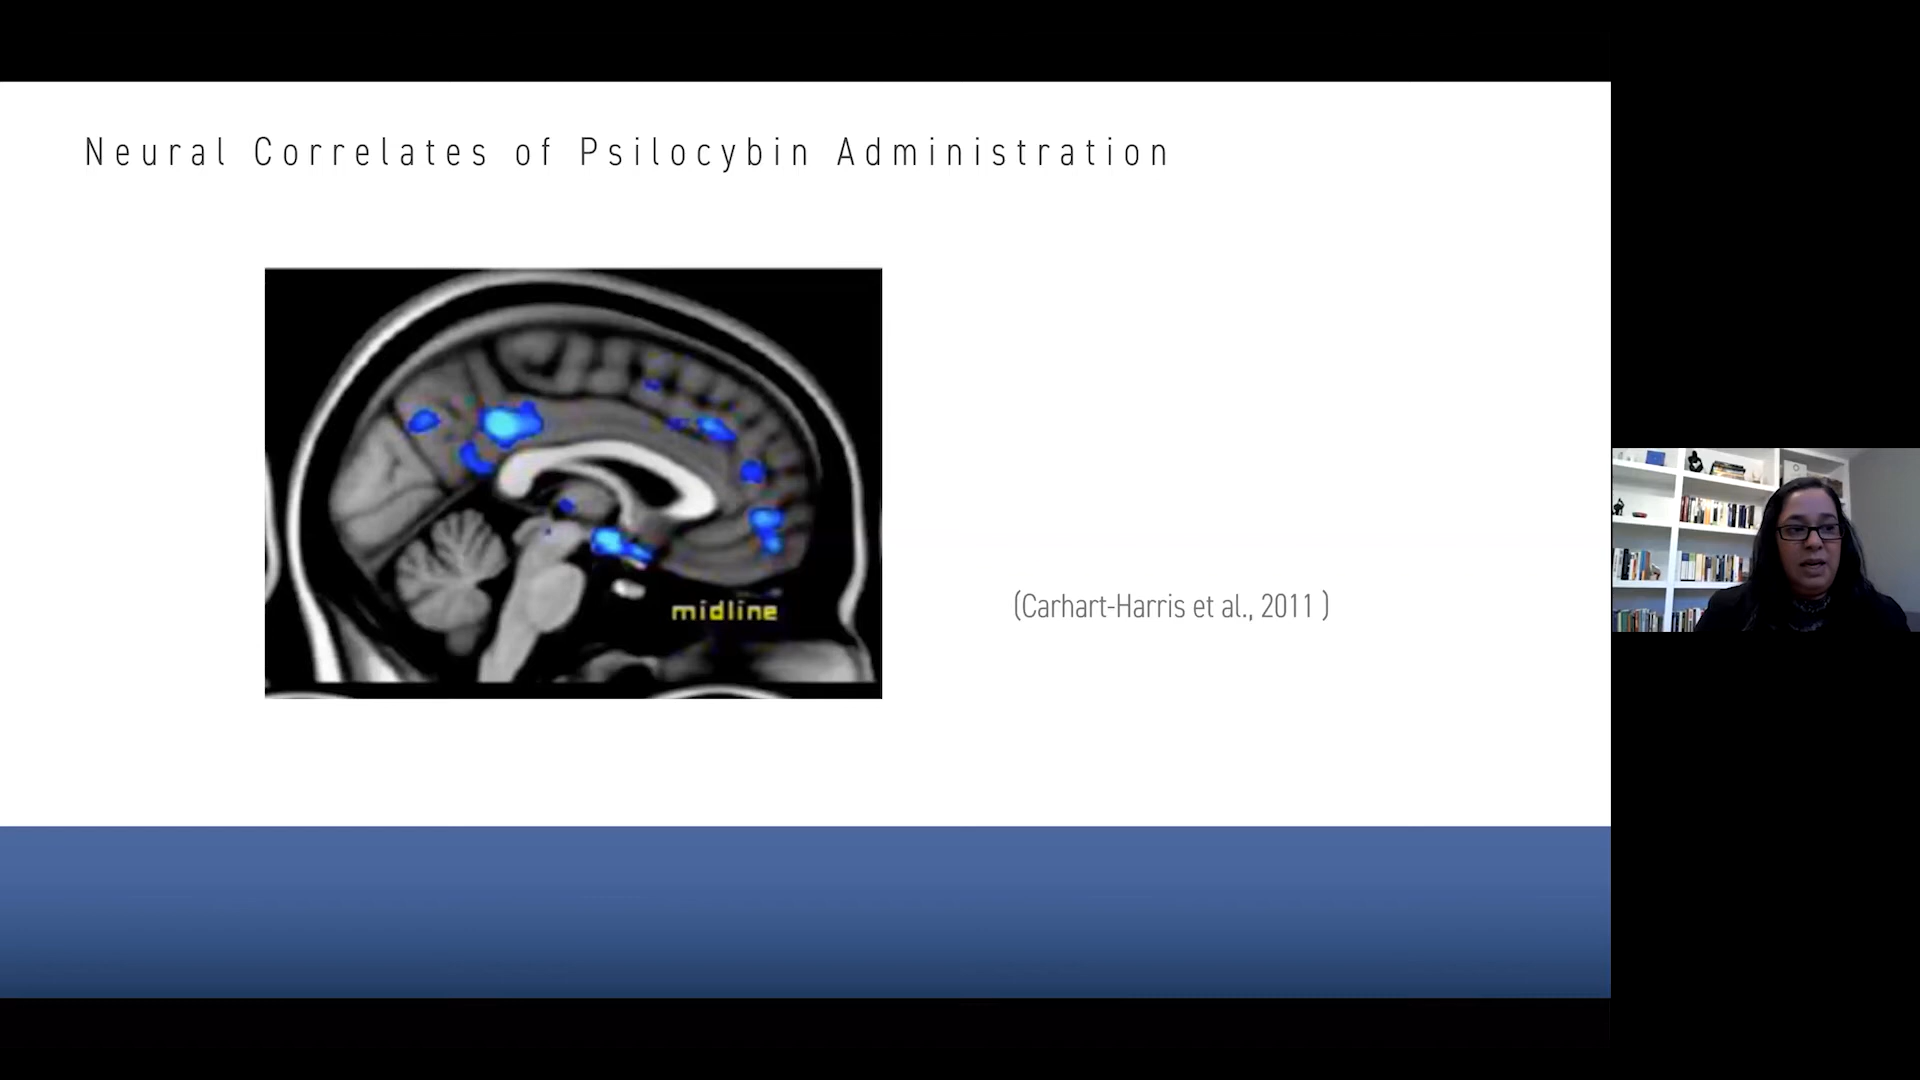 Neural Correlates of Psilocybin Administration
midline
(Carhart-Harris et al., 2011 )